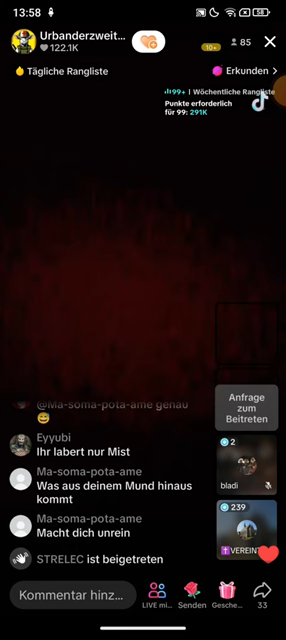 13:58
58
Urbanderzweit...
122.1K
10+
85
Tägliche Rangliste
Erkunden >
99+ | Wöchentliche Rangliste
Punkte erforderlich
für 99: 291K
@Ma-soma-pota-ame genau
😅
Anfrage
zum
Beitreten
Eyyubi
Ihr labert nur Mist
Ma-soma-pota-ame
Was aus deinem Mund hinaus
kommt
2
bladi
Ma-soma-pota-ame
Macht dich unrein
239
✝️VEREINT
STRELEC ist beigetreten
Kommentar hinz...
LIVE mi...
Senden
Gesche...
33